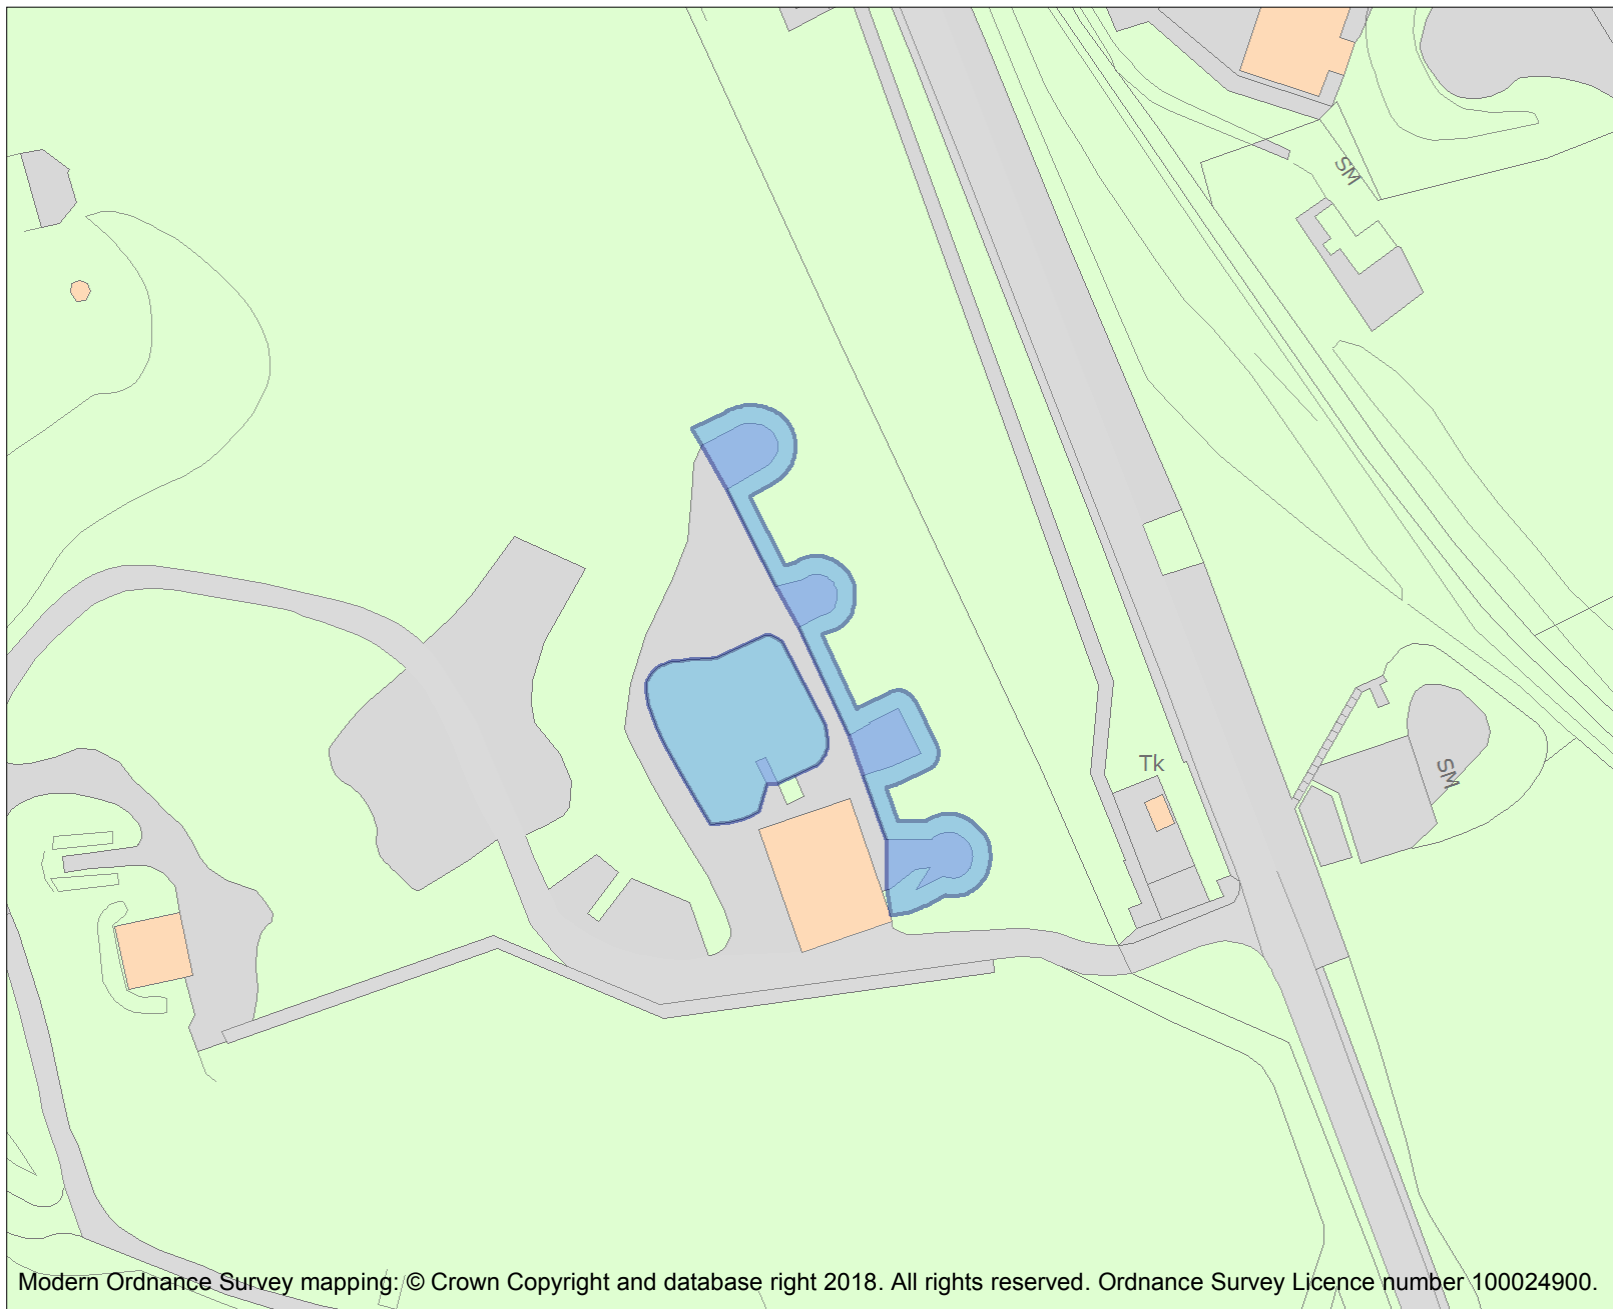 SM
Tk
SM
Modern Ordnance Survey mapping: © Crown Copyright and database right 2018. All rights reserved. Ordnance Survey Licence number 100024900.